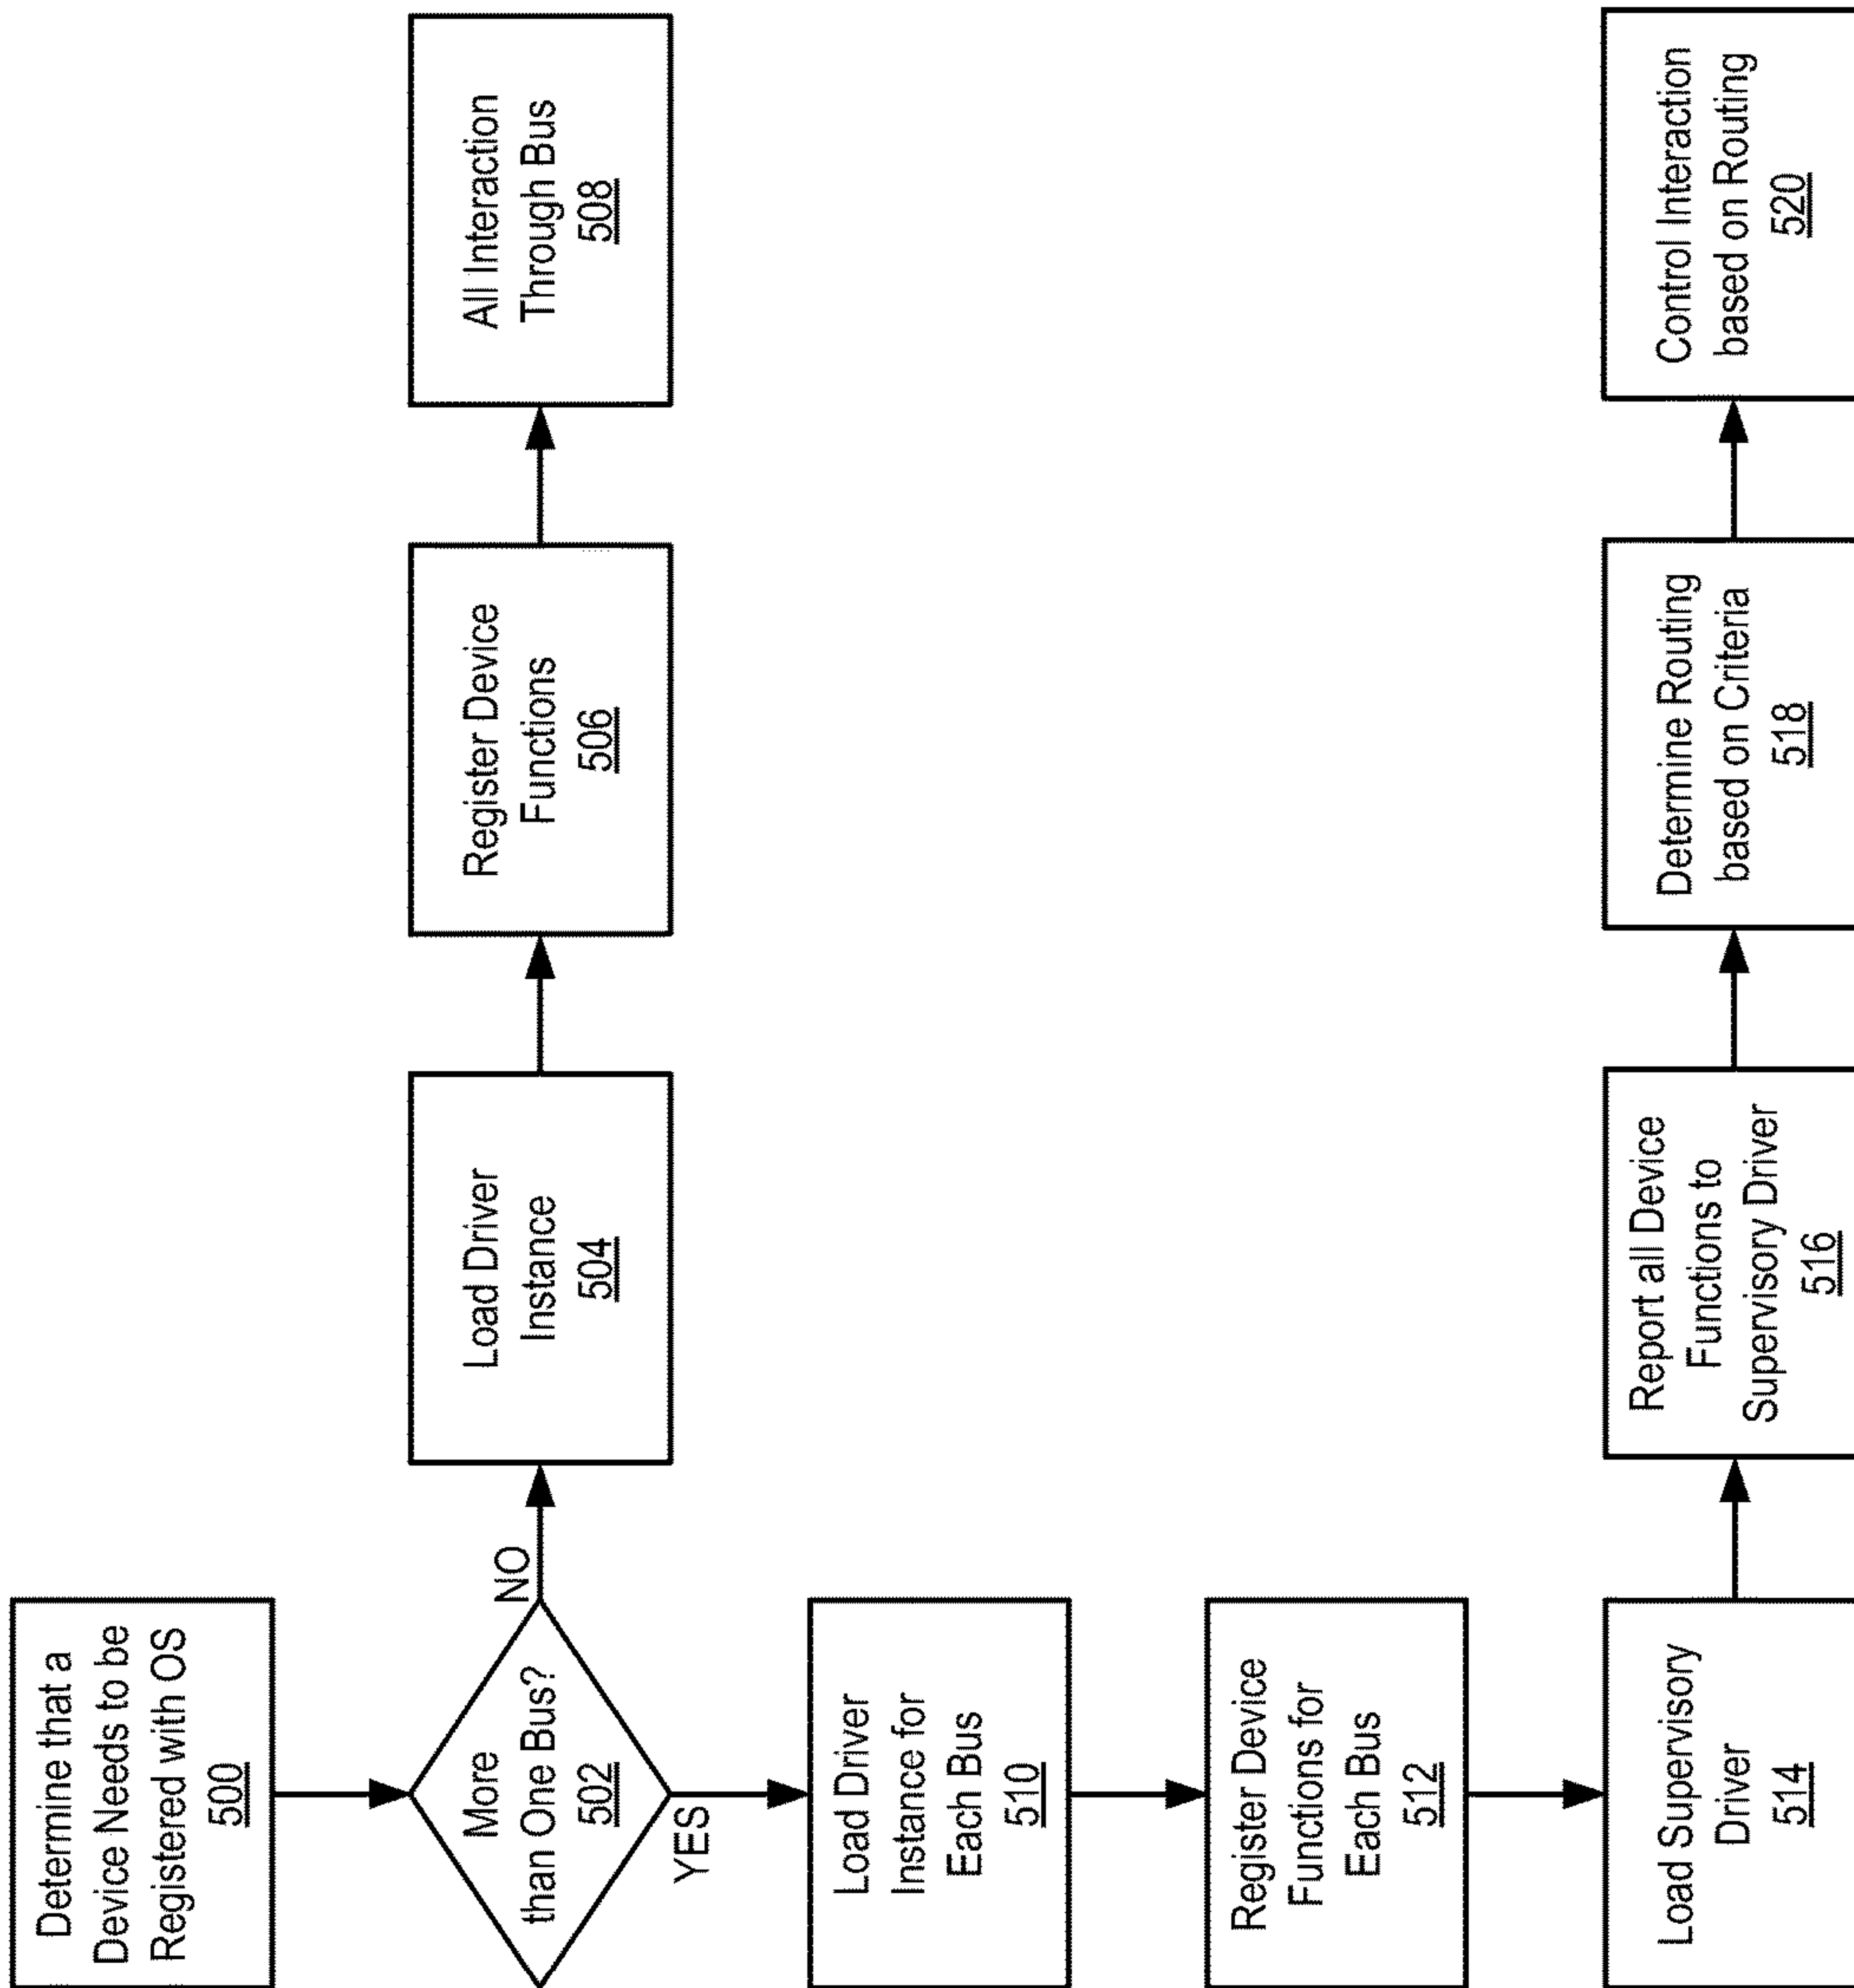 Determine that a
Device Needs to be
Registered with OS
500
More
than One Bus?
502
NO
Load Driver
Instance
504
Register Device
Functions
506
All Interaction
Through Bus
508
YES
Load Driver
Instance for
Each Bus
510
Register Device
Functions for
Each Bus
512
Load Supervisory
Driver
514
Report all Device
Functions to
Supervisory Driver
516
Determine Routing
based on Criteria
518
Control Interaction
based on Routing
520